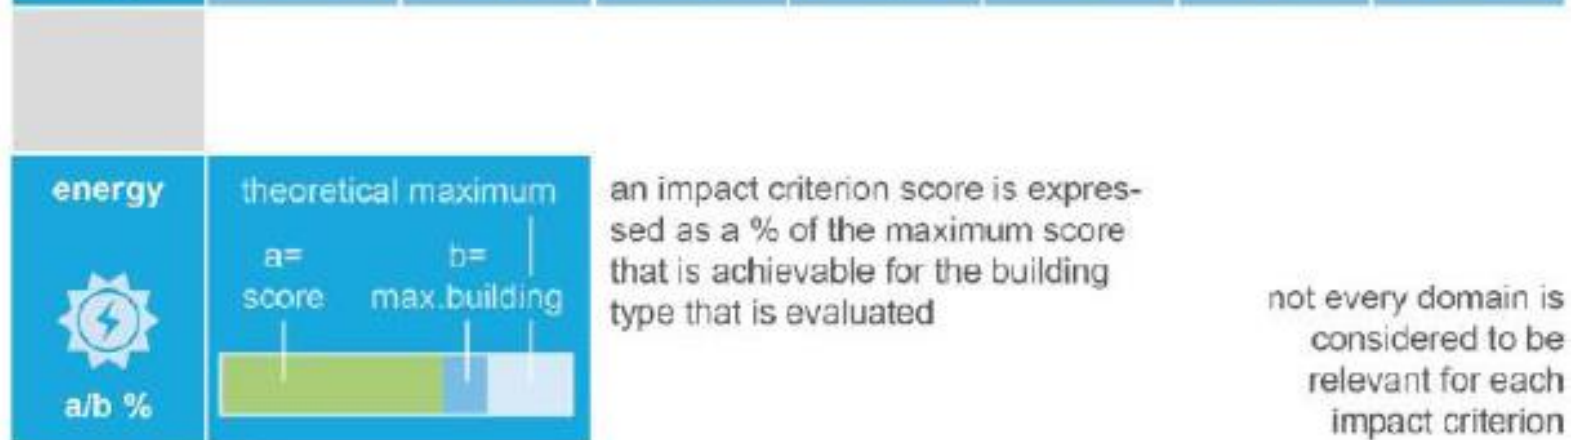 energy
a/b %
theoretical maximum
a=
score
b=
max.building
an impact criterion score is expres-
sed as a % of the maximum score
that is achievable for the building
type that is evaluated
not every domain is
considered to be
relevant for each
impact criterion